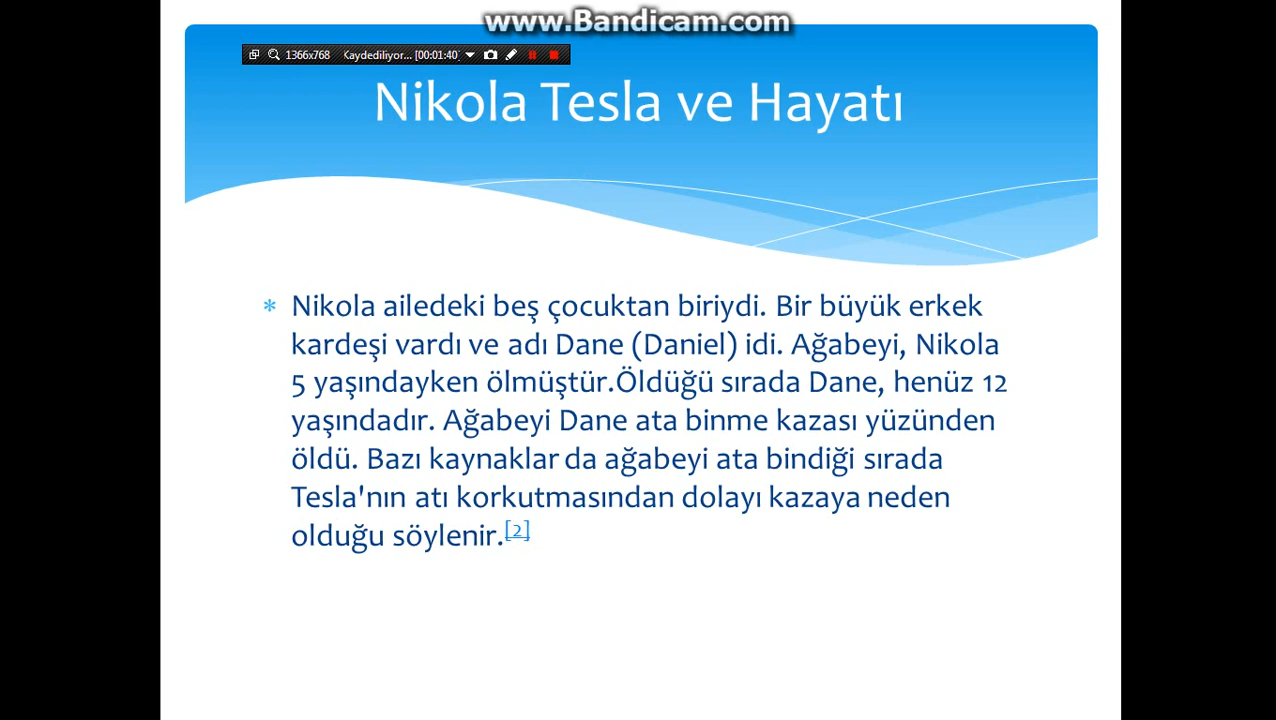 www.Bandicam.com
1366x768 Kaydediliyor... [00:01:40]
Nikola Tesla ve Hayatı
* Nikola ailedeki beş çocuktan biriydi. Bir büyük erkek
kardeşi vardı ve adı Dane (Daniel) idi. Ağabeyi, Nikola
5 yaşındayken ölmüştür.Öldüğü sırada Dane, henüz 12
yaşındadır. Ağabeyi Dane ata binme kazası yüzünden
öldü. Bazı kaynaklar da ağabeyi ata bindiği sırada
Tesla'nın atı korkutmasından dolayı kazaya neden
olduğu söylenir.[2]